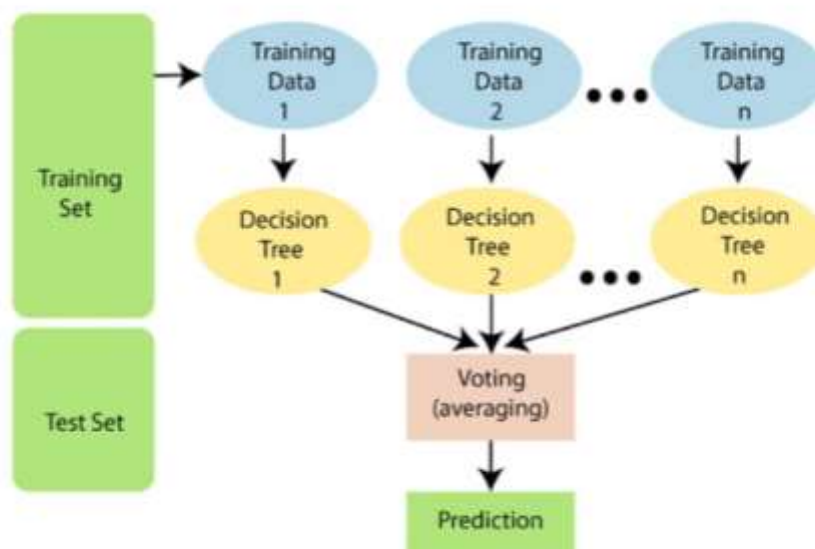 Training
Set
Test Set
Training
Data
1
Training
Data
2
Training
Data
n
Decision
Tree
1
Decision
Tree
2
Decision
Tree
n
Voting
(averaging)
Prediction